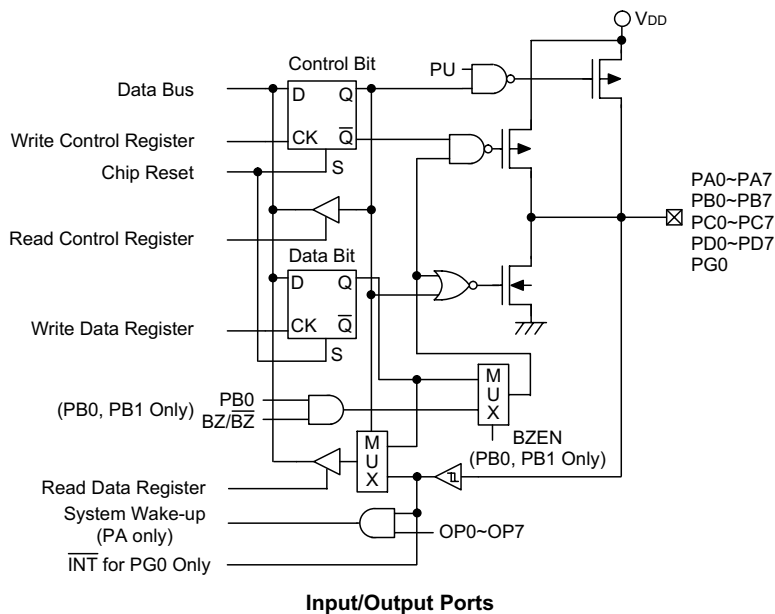 VDD
Control Bit
PU
Data Bus
D Q
Write Control Register
CK Q̅
Chip Reset
S
PA0~PA7
PB0~PB7
PC0~PC7
PD0~PD7
PG0
Read Control Register
Data Bit
D Q
Write Data Register
CK Q̅
S
(PB0, PB1 Only)
PB0
BZ/B̅Z̅
MUX
BZEN
(PB0, PB1 Only)
MUX
Read Data Register
System Wake-up
(PA only)
OP0~OP7
I̅N̅T̅ for PG0 Only
Input/Output Ports